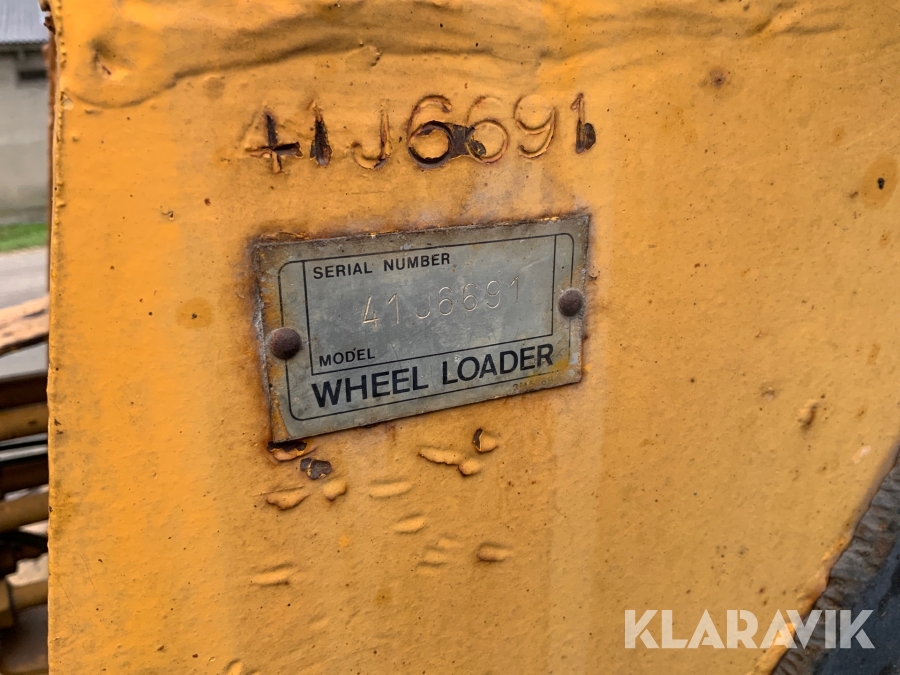 41J6691
SERIAL NUMBER
41J6691
MODEL
WHEEL LOADER
KLARAVIK